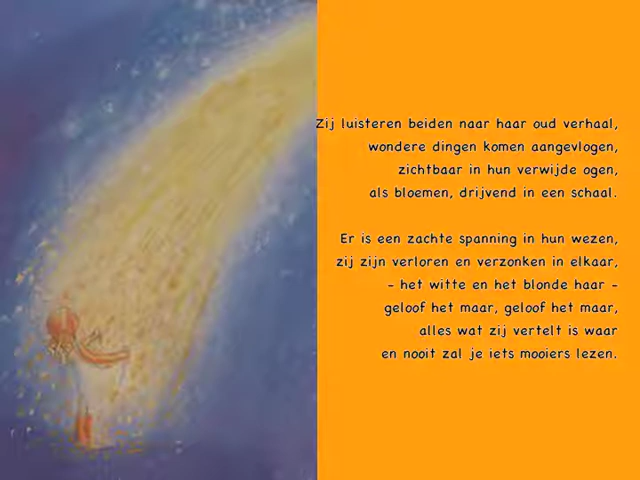 Zij luisteren beiden naar haar oud verhaal,
wondere dingen komen aangevlogen,
zichtbaar in hun verwijde ogen,
als bloemen, drijvend in een schaal.
Er is een zachte spanning in hun wezen,
zij zijn verloren en verzonken in elkaar,
- het witte en het blonde haar -
geloof het maar, geloof het maar,
alles wat zij vertelt is waar
en nooit zal je iets mooiers lezen.